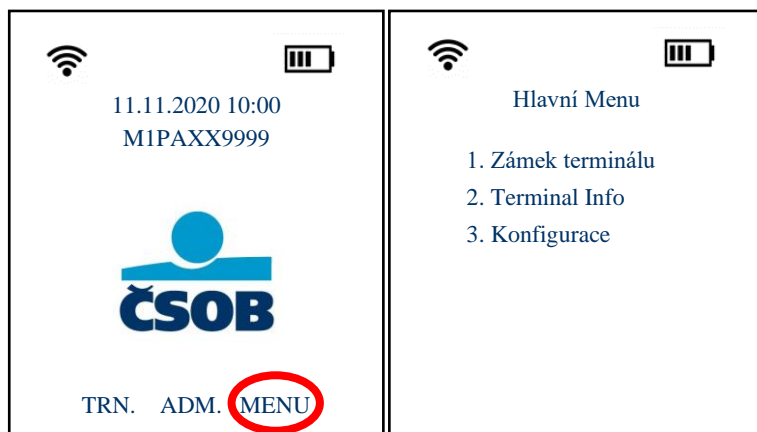 11.11.2020 10:00
M1PAXX9999
ČSOB
TRN. ADM. MENU
Hlavní Menu
1. Zámek terminálu
2. Terminal Info
3. Konfigurace